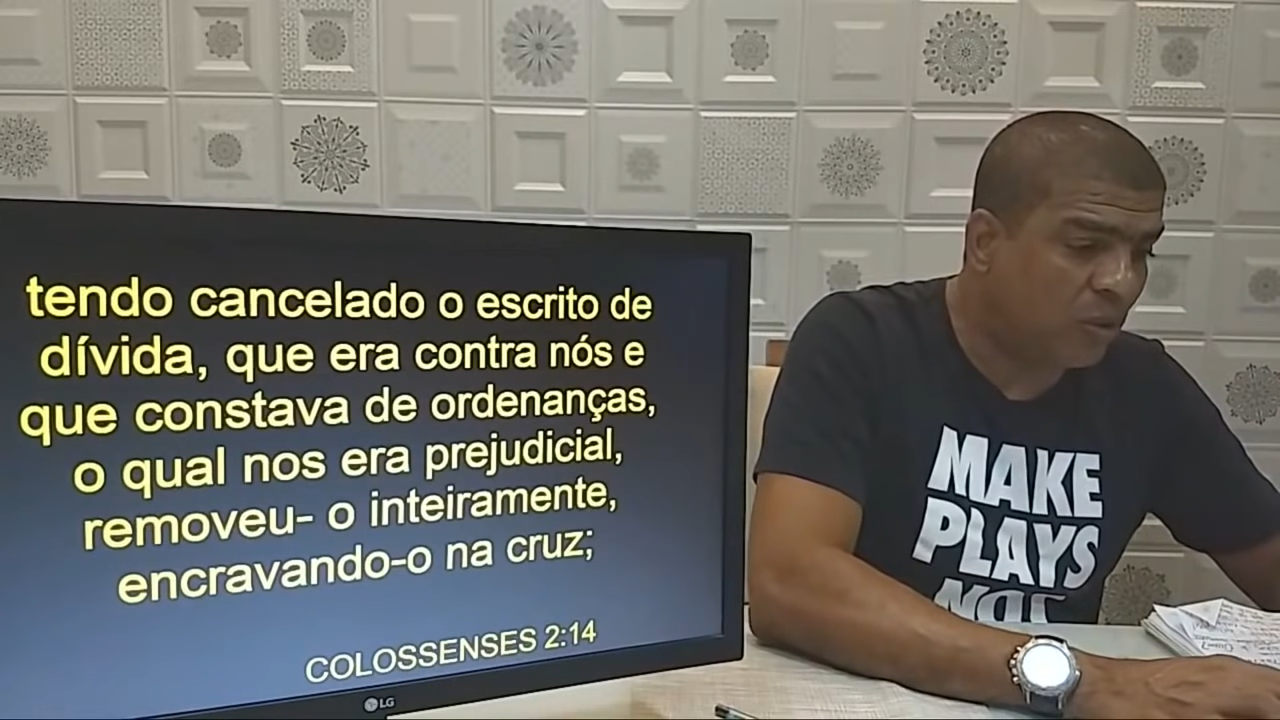 tendo cancelado o escrito de
dívida, que era contra nós e
que constava de ordenanças,
o qual nos era prejudicial,
removeu- o inteiramente,
encravando-o na cruz;
COLOSSENSES 2:14
LG
MAKE
PLAYS